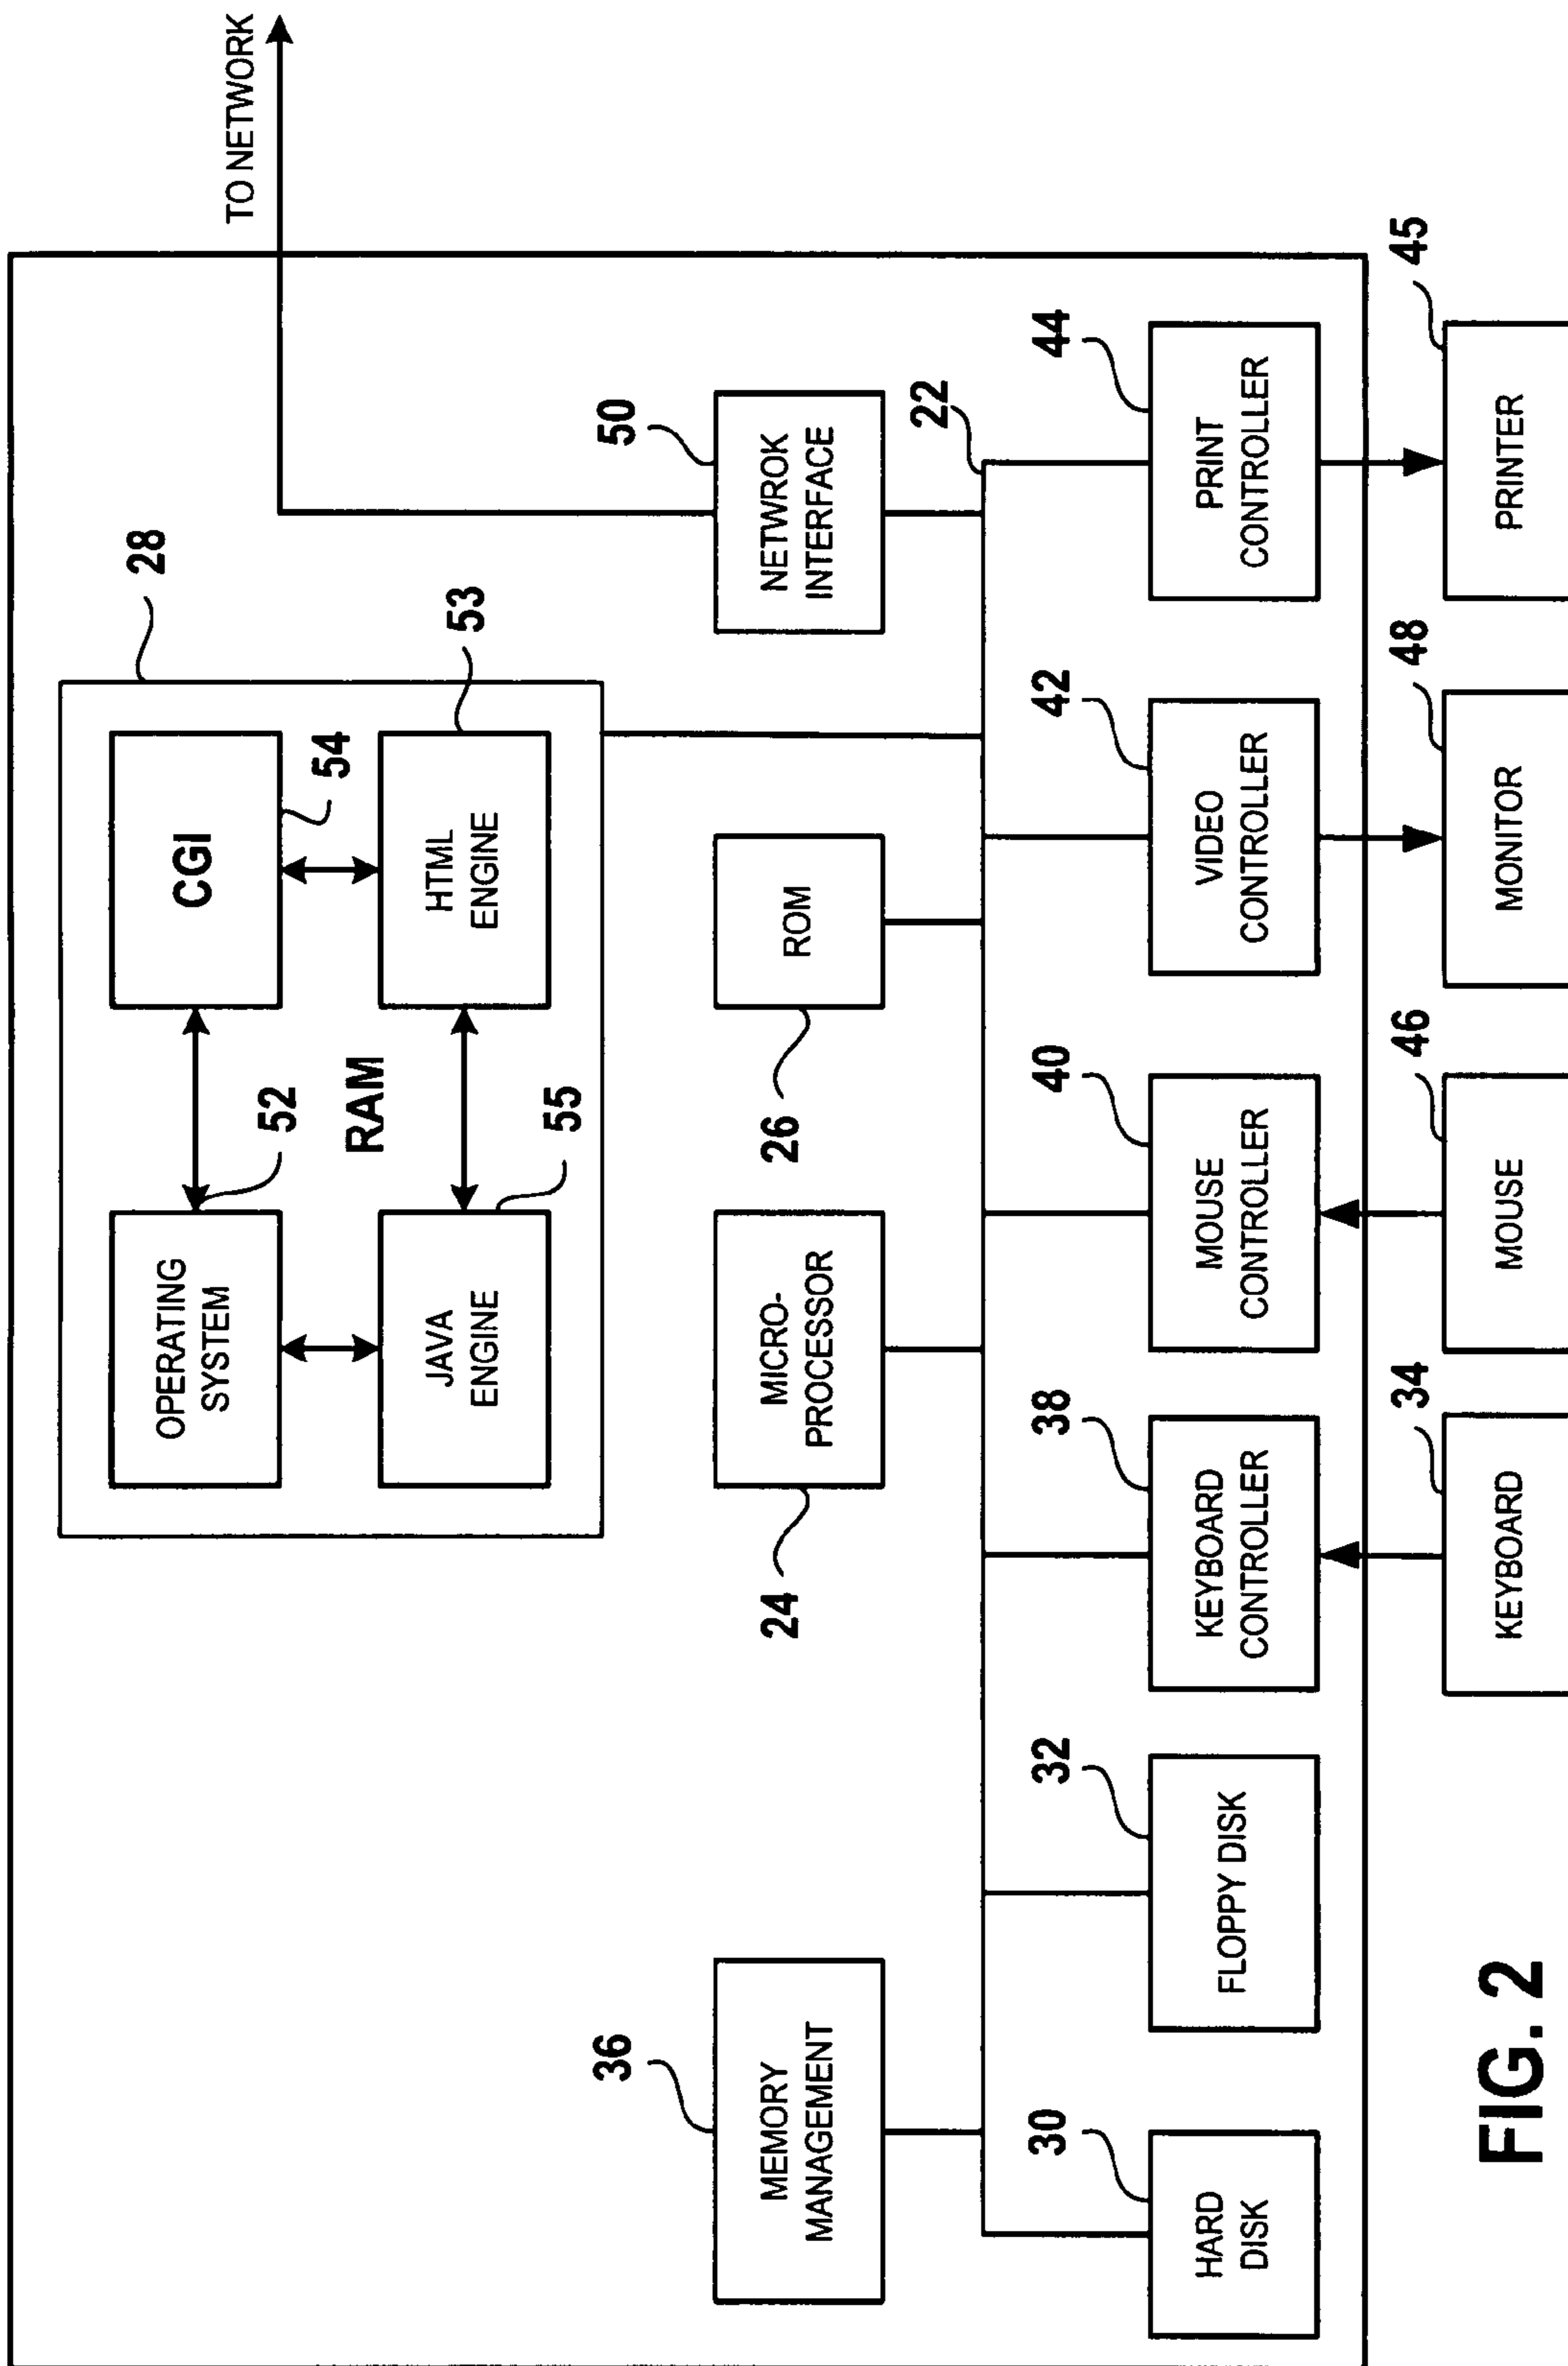 TO NETWORK
28
OPERATING
SYSTEM
52
CGI
54
RAM
JAVA
ENGINE
55
HTML
ENGINE
53
36
MEMORY
MANAGEMENT
24
MICRO-
PROCESSOR
26
ROM
50
NETWROK
INTERFACE
22
30
HARD
DISK
32
FLOPPY DISK
38
KEYBOARD
CONTROLLER
40
MOUSE
CONTROLLER
42
VIDEO
CONTROLLER
44
PRINT
CONTROLLER
34
KEYBOARD
46
MOUSE
48
MONITOR
45
PRINTER
FIG. 2